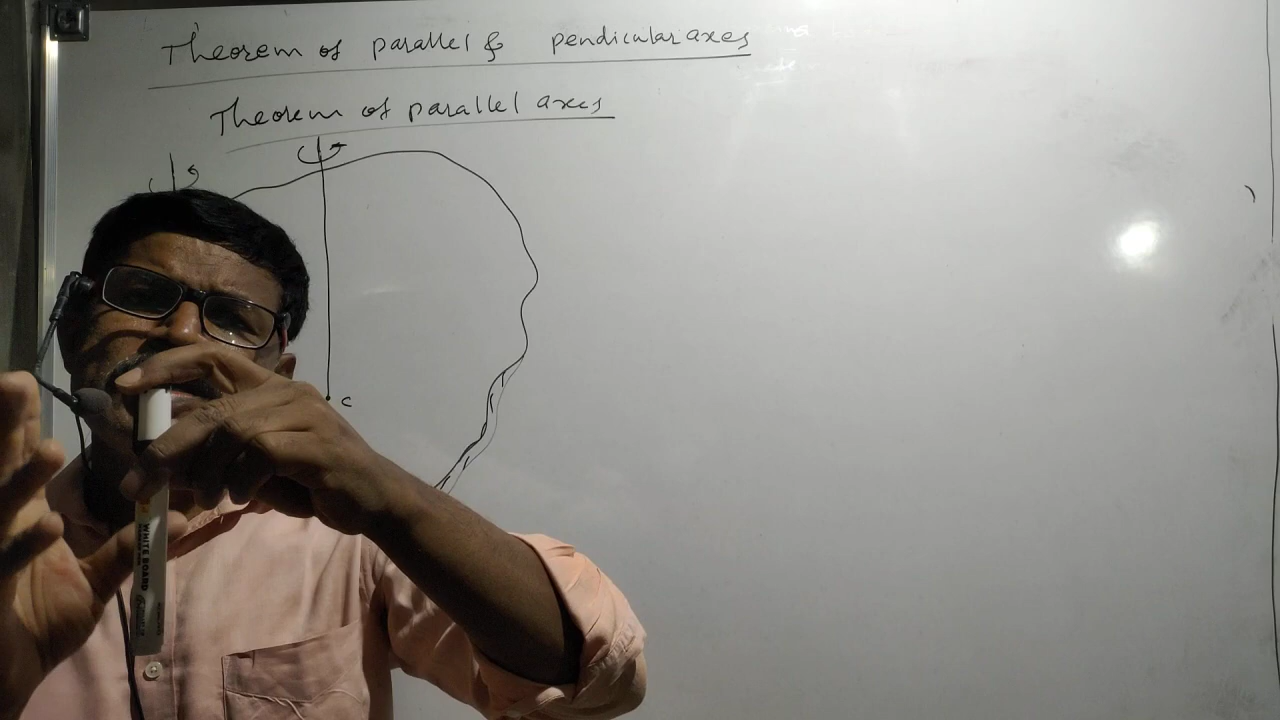 Theorem of parallel & pendicular axes
Theorem of parallel axes
c
WHITE BOARD